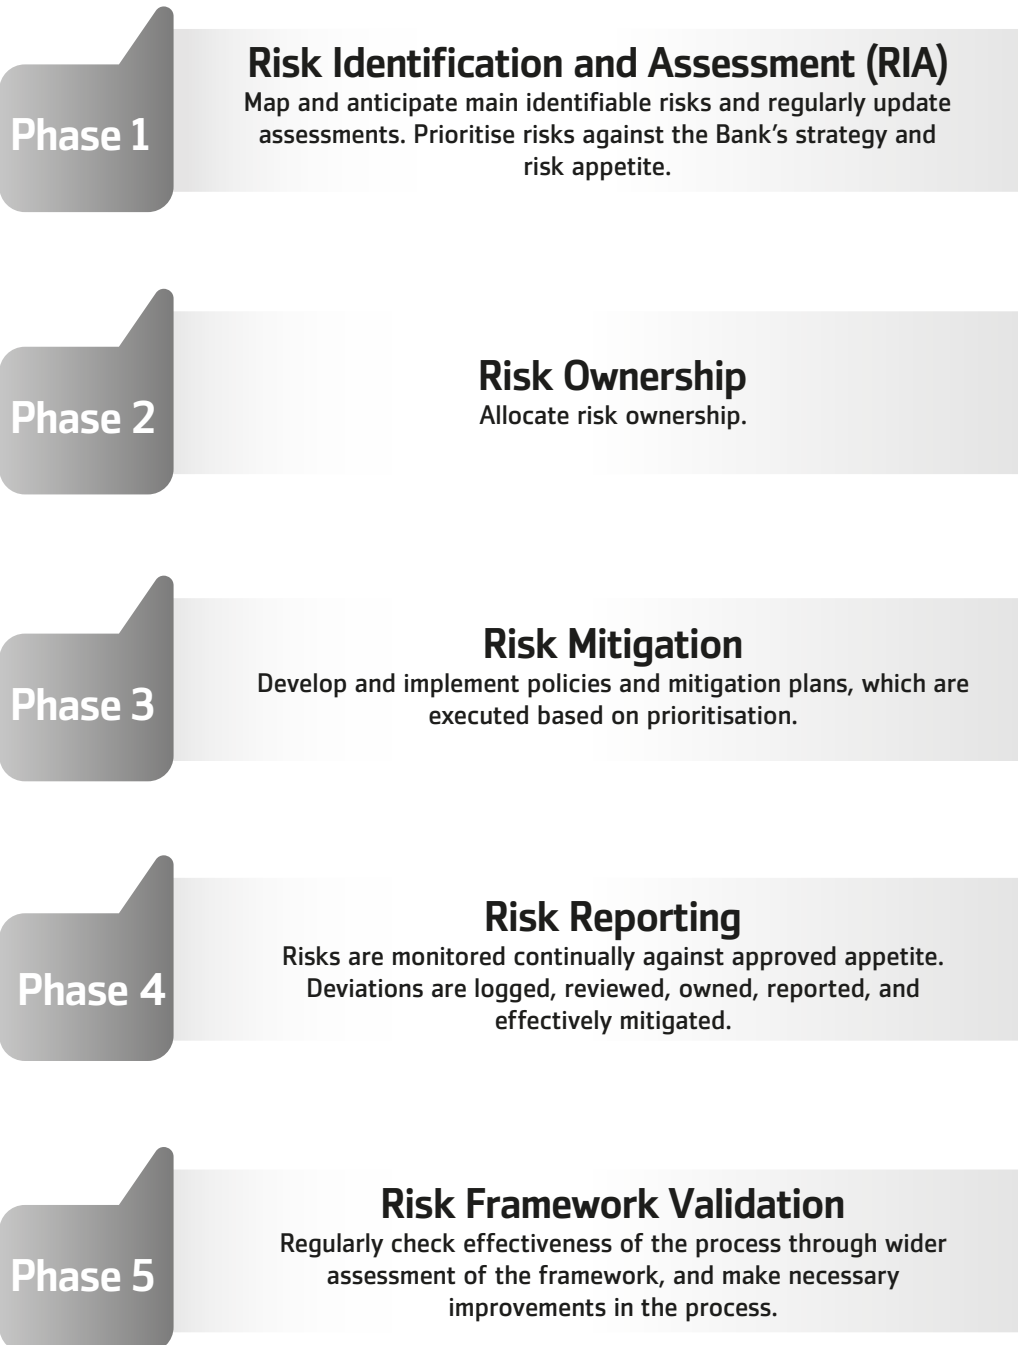 Phase 1
Risk Identification and Assessment (RIA)
Map and anticipate main identifiable risks and regularly update
assessments. Prioritise risks against the Bank's strategy and
risk appetite.
Phase 2
Risk Ownership
Allocate risk ownership.
Phase 3
Risk Mitigation
Develop and implement policies and mitigation plans, which are
executed based on prioritisation.
Phase 4
Risk Reporting
Risks are monitored continually against approved appetite.
Deviations are logged, reviewed, owned, reported, and
effectively mitigated.
Phase 5
Risk Framework Validation
Regularly check effectiveness of the process through wider
assessment of the framework, and make necessary
improvements in the process.